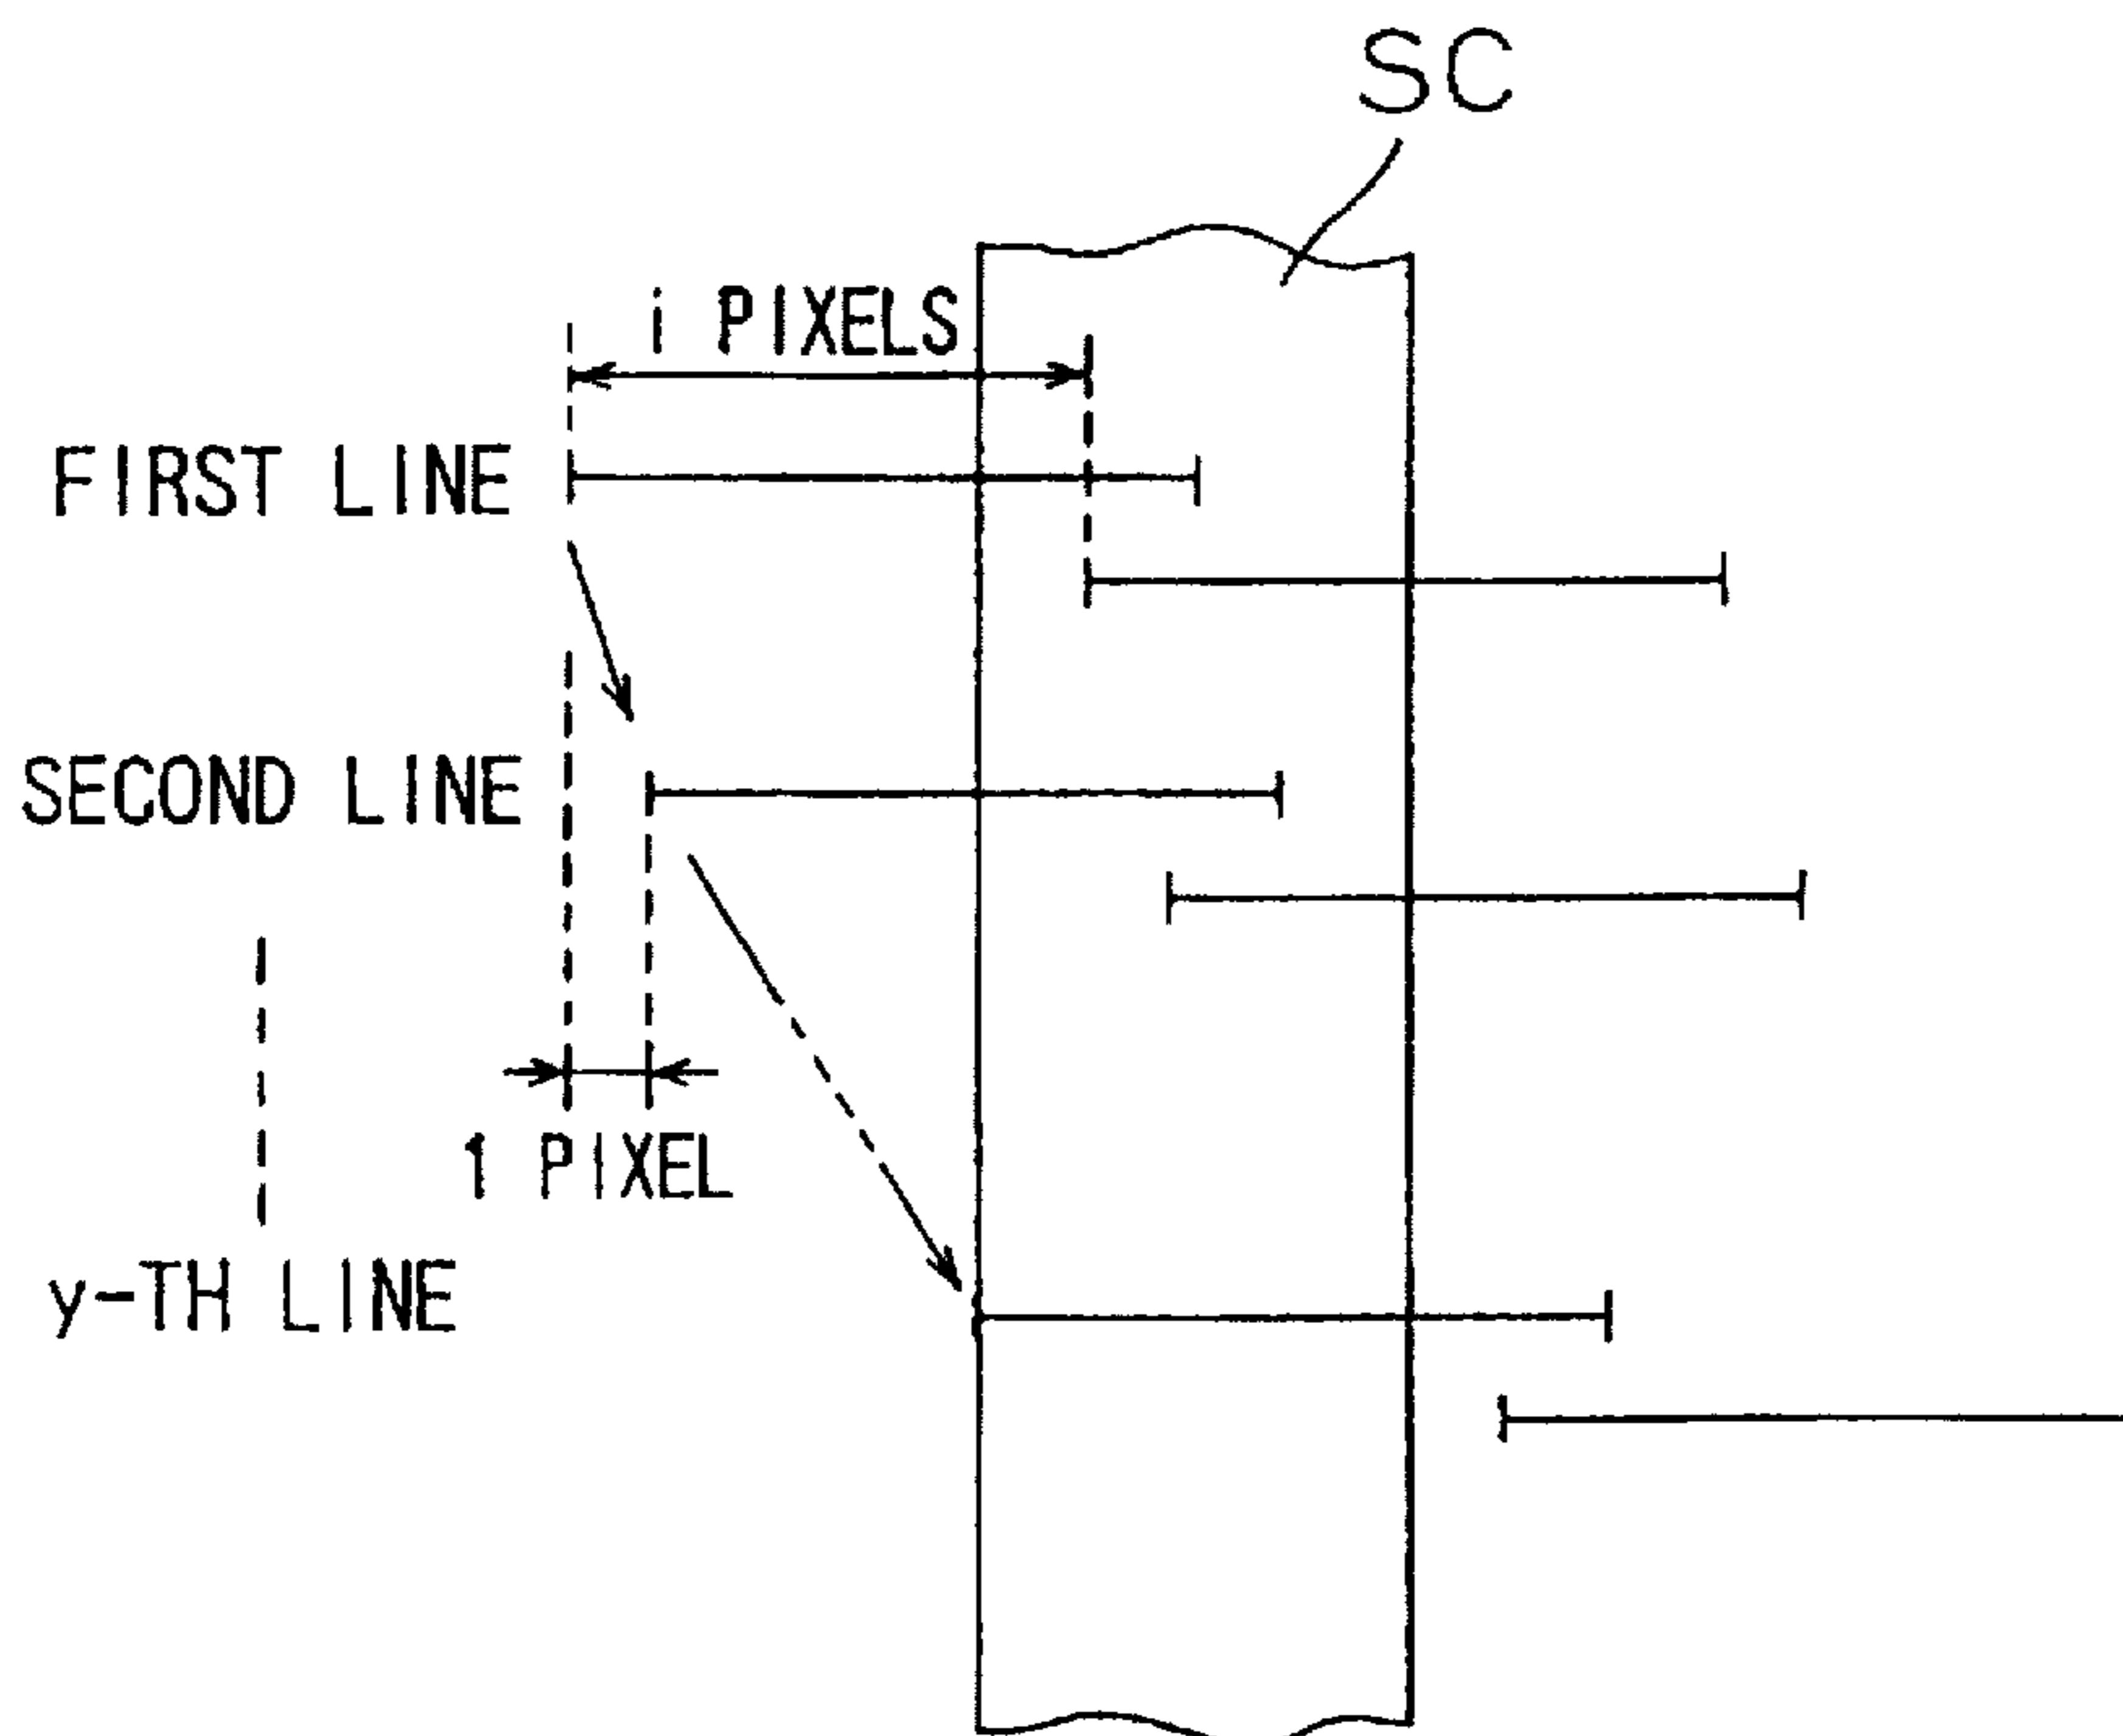 SC
i PIXELS
FIRST LINE
SECOND LINE
1 PIXEL
y-TH LINE